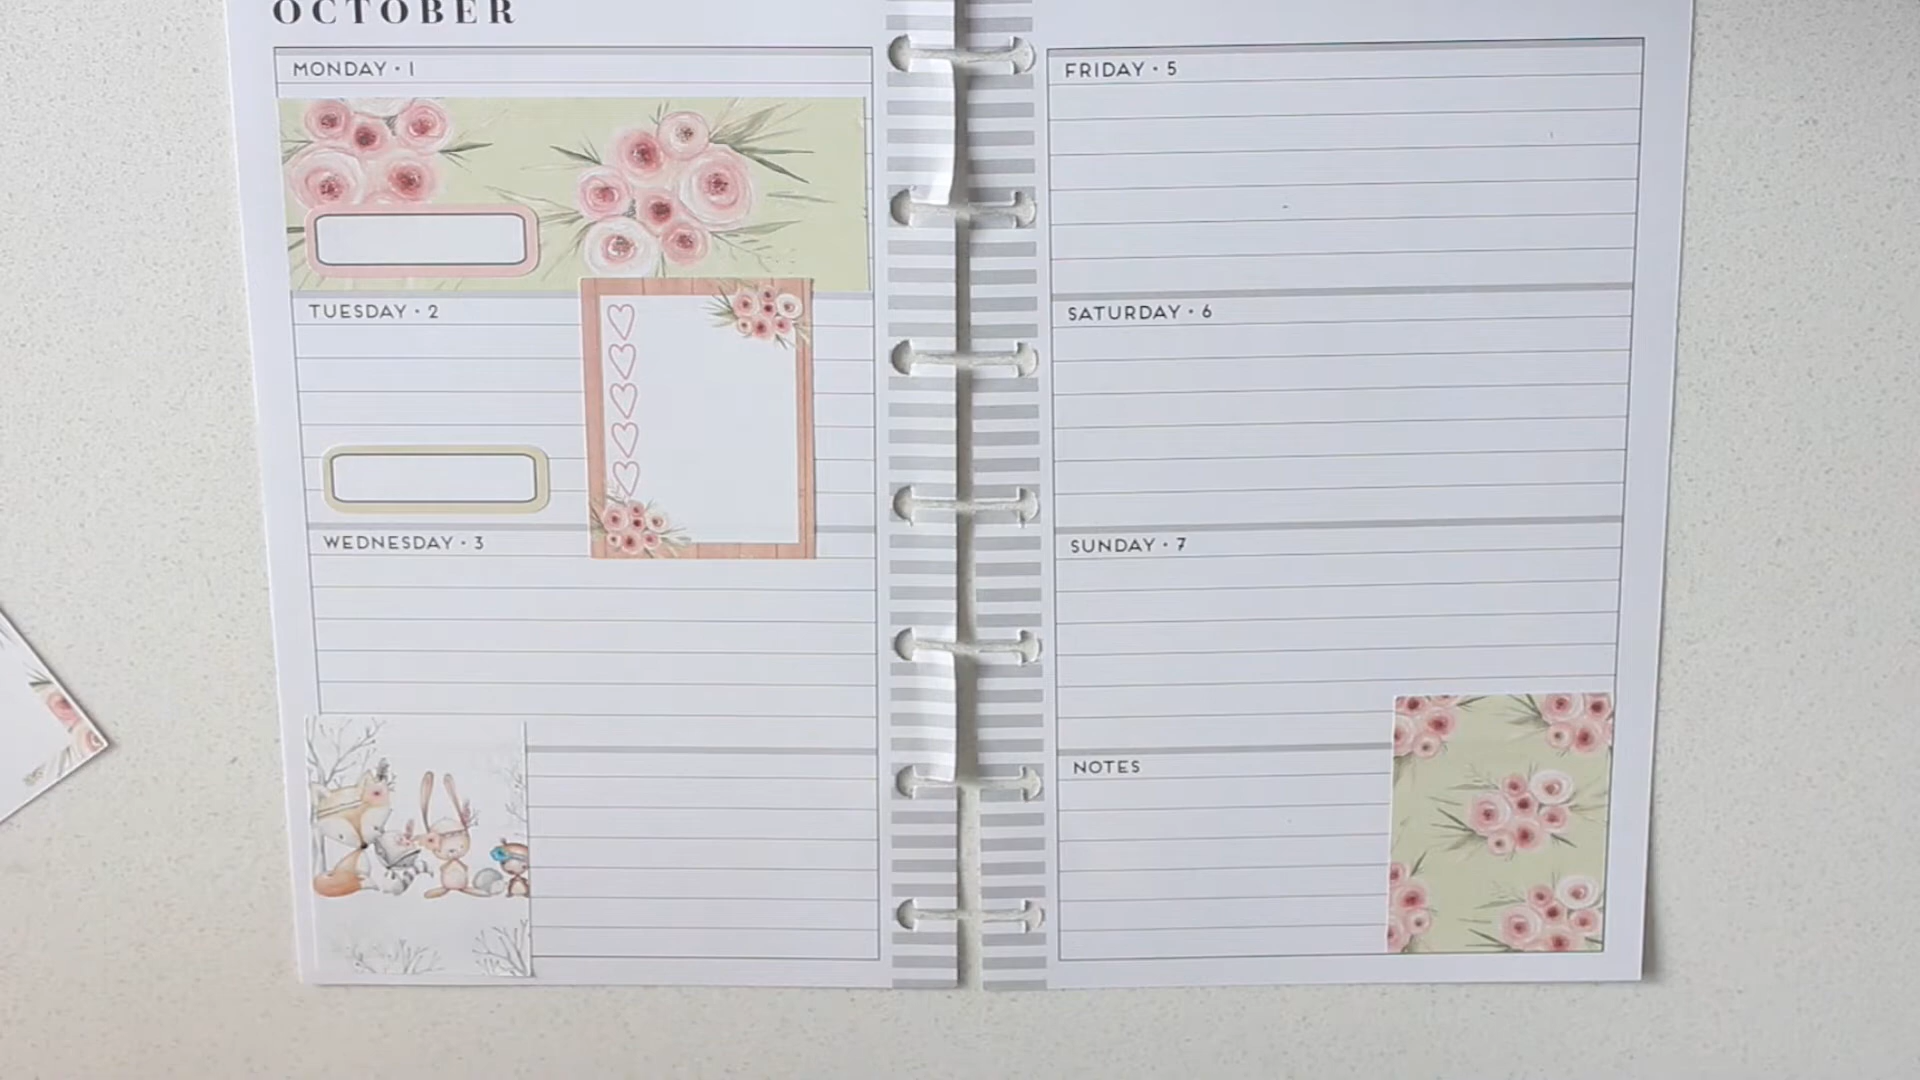 OCTOBER
MONDAY • 1
TUESDAY • 2
WEDNESDAY • 3
FRIDAY • 5
SATURDAY • 6
SUNDAY • 7
NOTES